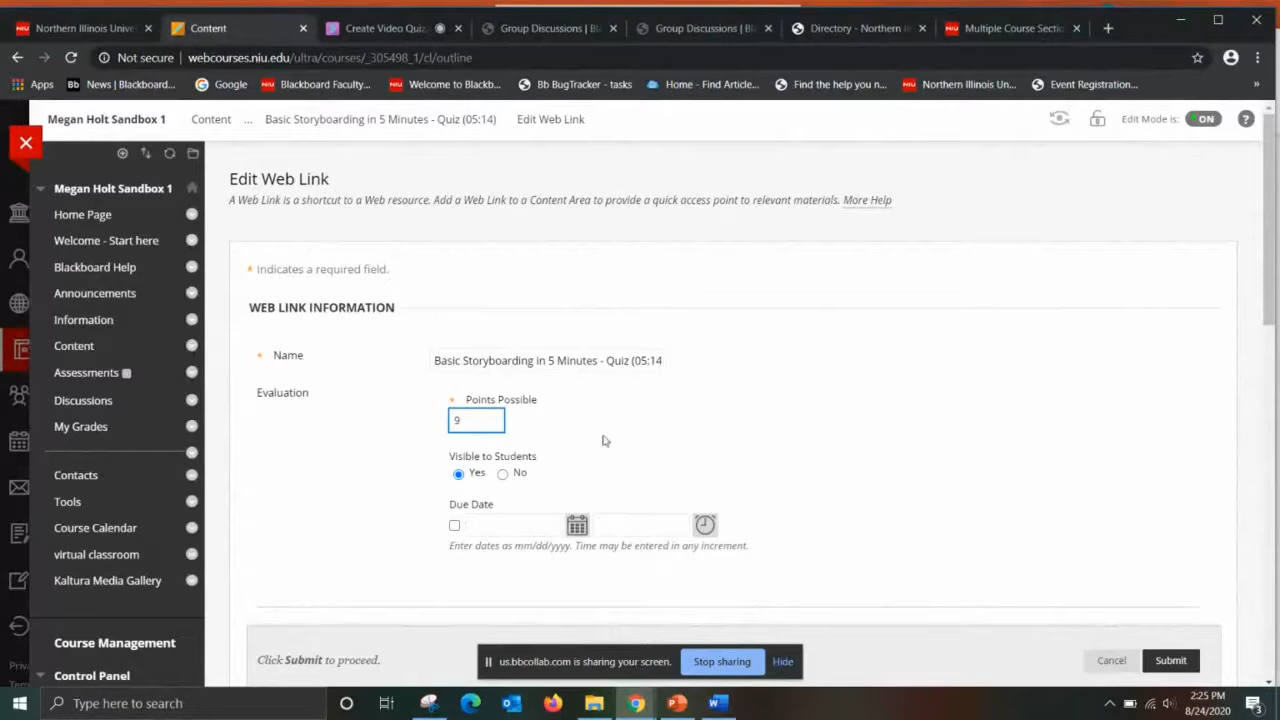 Northern Illinois Unive
Content
Create Video Quiz
Group Discussions | Bl
Group Discussions | Bl
Directory - Northern I
Multiple Course Sectio
Not secure
webcourses.niu.edu/ultra/courses/_305498_1/cl/outline
Apps
News | Blackboard...
Google
Blackboard Faculty...
Welcome to Blackb...
Bb BugTracker - tasks
Home - Find Article...
Find the help you n...
Northern Illinois Un...
Event Registration...
Megan Holt Sandbox 1
Content
...
Basic Storyboarding in 5 Minutes - Quiz (05:14)
Edit Web Link
Edit Mode is:
ON
?
Megan Holt Sandbox 1
Home Page
Welcome - Start here
Blackboard Help
Announcements
Information
Content
Assessments
Discussions
My Grades
Contacts
Tools
Course Calendar
virtual classroom
Kaltura Media Gallery
Course Management
Control Panel
Edit Web Link
A Web Link is a shortcut to a Web resource. Add a Web Link to a Content Area to provide a quick access point to relevant materials. More Help
* Indicates a required field.
WEB LINK INFORMATION
* Name
Basic Storyboarding in 5 Minutes - Quiz (05:14
Evaluation
* Points Possible
9
Visible to Students
Yes
No
Due Date
Enter dates as mm/dd/yyyy. Time may be entered in any increment.
Click Submit to proceed.
Cancel
Submit
us.bbcollab.com is sharing your screen.
Stop sharing
Hide
Type here to search
2:25 PM
8/24/2020
3